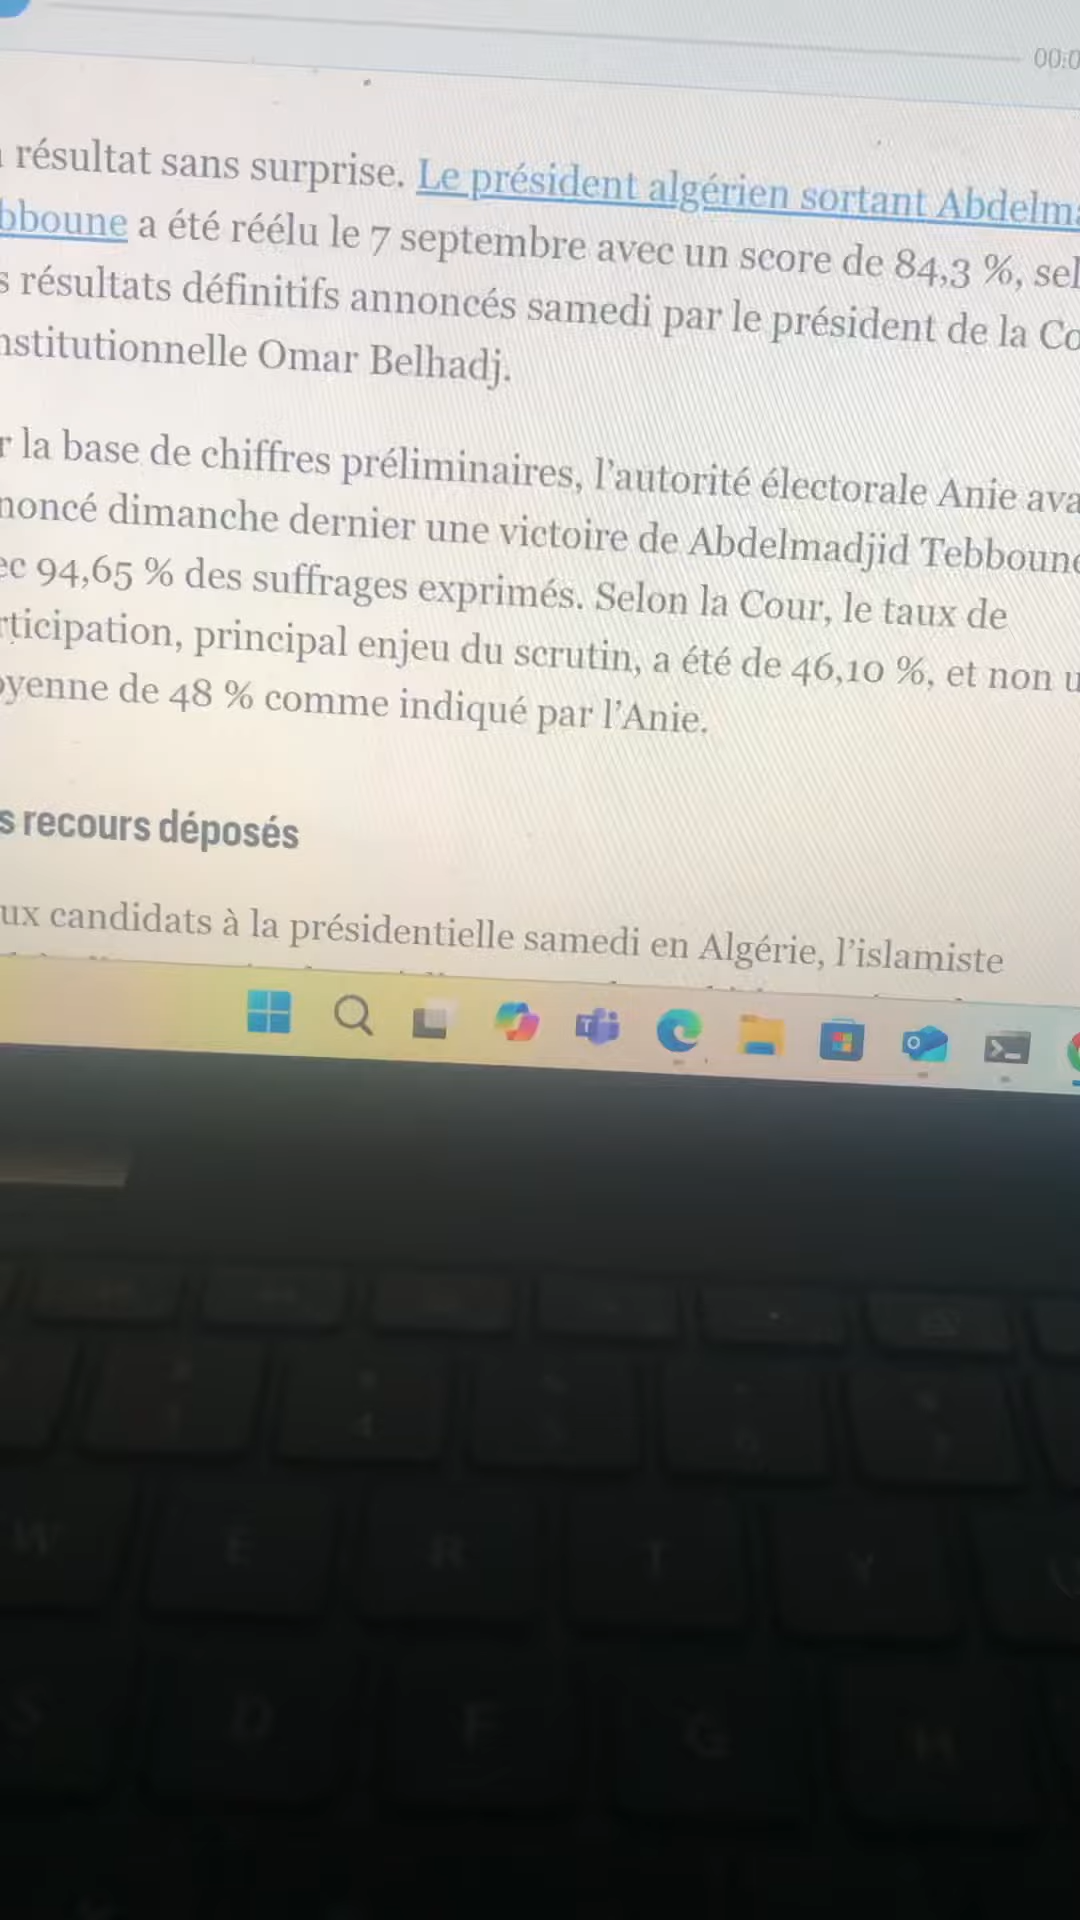 00:0
résultat sans surprise. Le président algérien sortant Abdelma
bboune a été réélu le 7 septembre avec un score de 84,3 %, sel
s résultats définitifs annoncés samedi par le président de la Co
nstitutionnelle Omar Belhadj.
r la base de chiffres préliminaires, l'autorité électorale Anie ava
noncé dimanche dernier une victoire de Abdelmadjid Tebboune
ec 94,65 % des suffrages exprimés. Selon la Cour, le taux de
rticipation, principal enjeu du scrutin, a été de 46,10 %, et non u
oyenne de 48 % comme indiqué par l'Anie.
s recours déposés
ux candidats à la présidentielle samedi en Algérie, l'islamiste
4
W E R T Y U
S D F G H